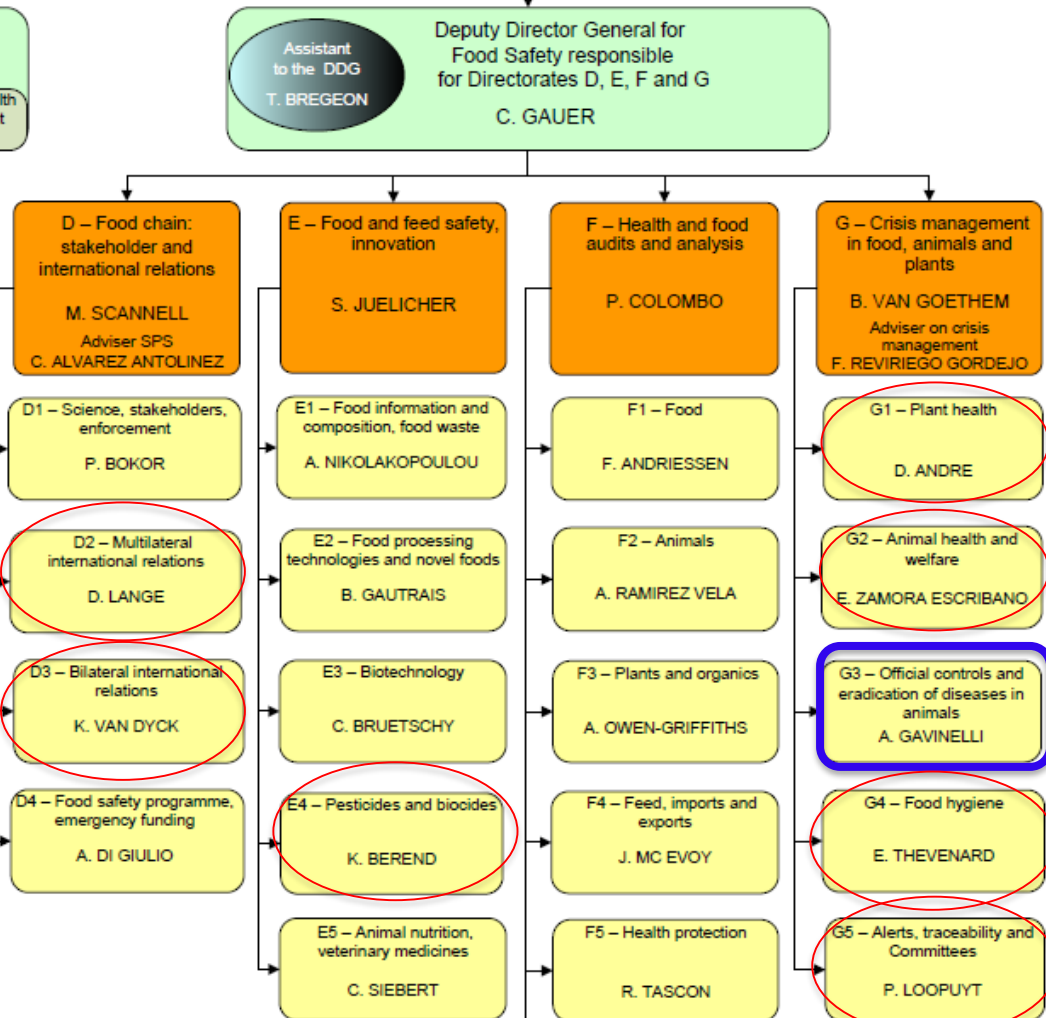 lth
t
Assistant
to the DDG
T. BREGEON
Deputy Director General for
Food Safety responsible
for Directorates D, E, F and G
C. GAUER
D – Food chain:
stakeholder and
international relations
M. SCANNELL
Adviser SPS
C. ALVAREZ ANTOLINEZ
E – Food and feed safety,
innovation
S. JUELICHER
F – Health and food
audits and analysis
P. COLOMBO
G – Crisis management
in food, animals and
plants
B. VAN GOETHEM
Adviser on crisis
management
F. REVIRIEGO GORDEJO
D1 – Science, stakeholders,
enforcement
P. BOKOR
E1 – Food information and
composition, food waste
A. NIKOLAKOPOULOU
F1 – Food
F. ANDRIESSEN
G1 – Plant health
D. ANDRE
D2 – Multilateral
international relations
D. LANGE
E2 – Food processing
technologies and novel foods
B. GAUTRAIS
F2 – Animals
A. RAMIREZ VELA
G2 – Animal health and
welfare
E. ZAMORA ESCRIBANO
D3 – Bilateral international
relations
K. VAN DYCK
E3 – Biotechnology
C. BRUETSCHY
F3 – Plants and organics
A. OWEN-GRIFFITHS
G3 – Official controls and
eradication of diseases in
animals
A. GAVINELLI
D4 – Food safety programme,
emergency funding
A. DI GIULIO
E4 – Pesticides and biocides
K. BEREND
F4 – Feed, imports and
exports
J. MC EVOY
G4 – Food hygiene
E. THEVENARD
E5 – Animal nutrition,
veterinary medicines
C. SIEBERT
F5 – Health protection
R. TASCON
G5 – Alerts, traceability and
Committees
P. LOOPUYT